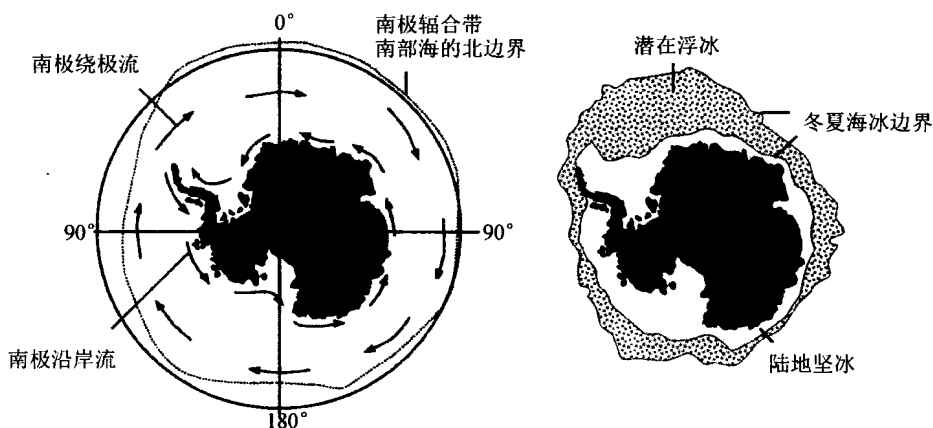 0°
南极辐合带
南部海的北边界
南极绕极流
90°
90°
南极沿岸流
180°
潜在浮冰
冬夏海冰边界
陆地坚冰